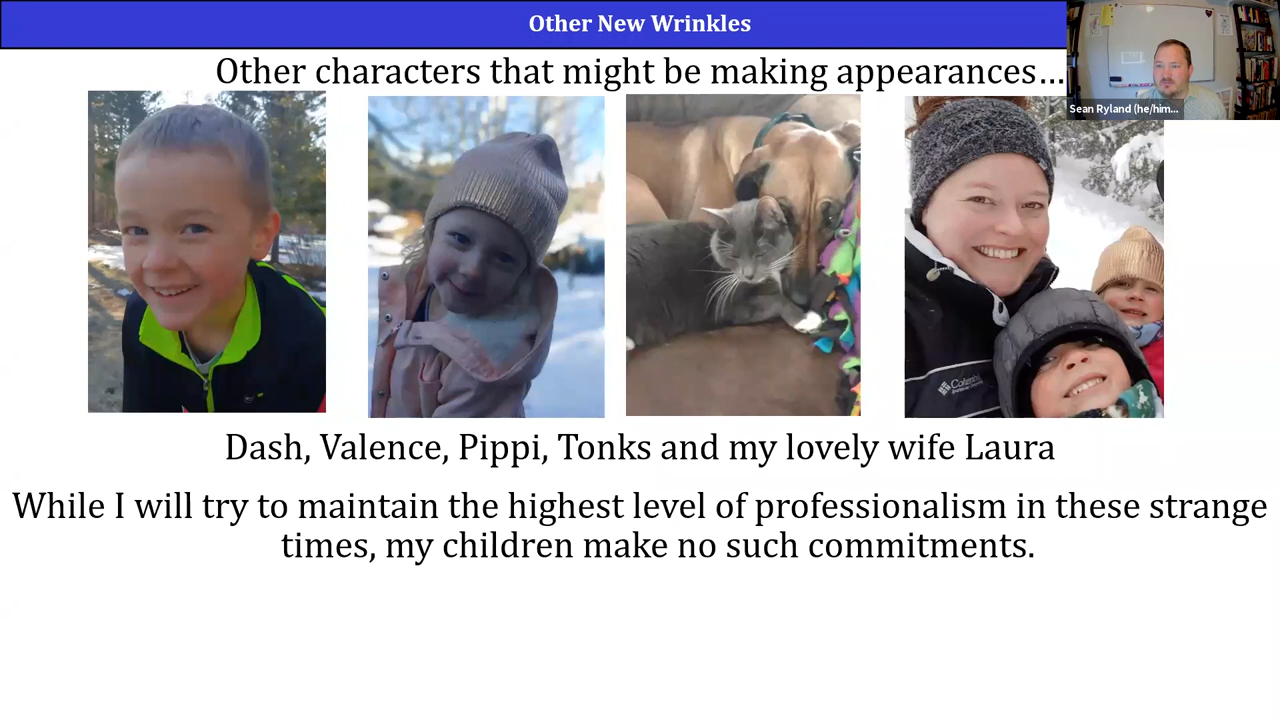 Other New Wrinkles
Other characters that might be making appearances…
Sean Ryland (he/him...
Columbia
Dash, Valence, Pippi, Tonks and my lovely wife Laura
While I will try to maintain the highest level of professionalism in these strange
times, my children make no such commitments.